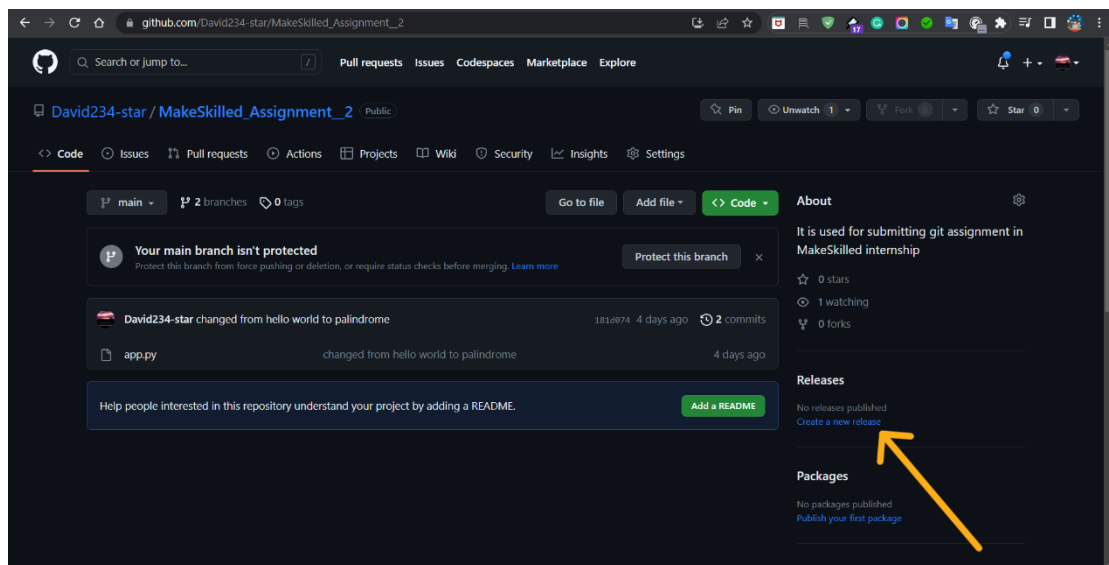 github.com/David234-star/MakeSkilled_Assignment__2
17
Search or jump to... /
Pull requests Issues Codespaces Marketplace Explore
David234-star / MakeSkilled_Assignment__2 Public
Pin Unwatch 1 Fork 0 Star 0
Code Issues Pull requests Actions Projects Wiki Security Insights Settings
main 2 branches 0 tags Go to file Add file Code
Your main branch isn't protected
Protect this branch from force pushing or deletion, or require status checks before merging. Learn more
Protect this branch
David234-star changed from hello world to palindrome 181d074 4 days ago 2 commits
app.py changed from hello world to palindrome 4 days ago
Help people interested in this repository understand your project by adding a README. Add a README
About
It is used for submitting git assignment in
MakeSkilled internship
0 stars
1 watching
0 forks
Releases
No releases published
Create a new release
Packages
No packages published
Publish your first package